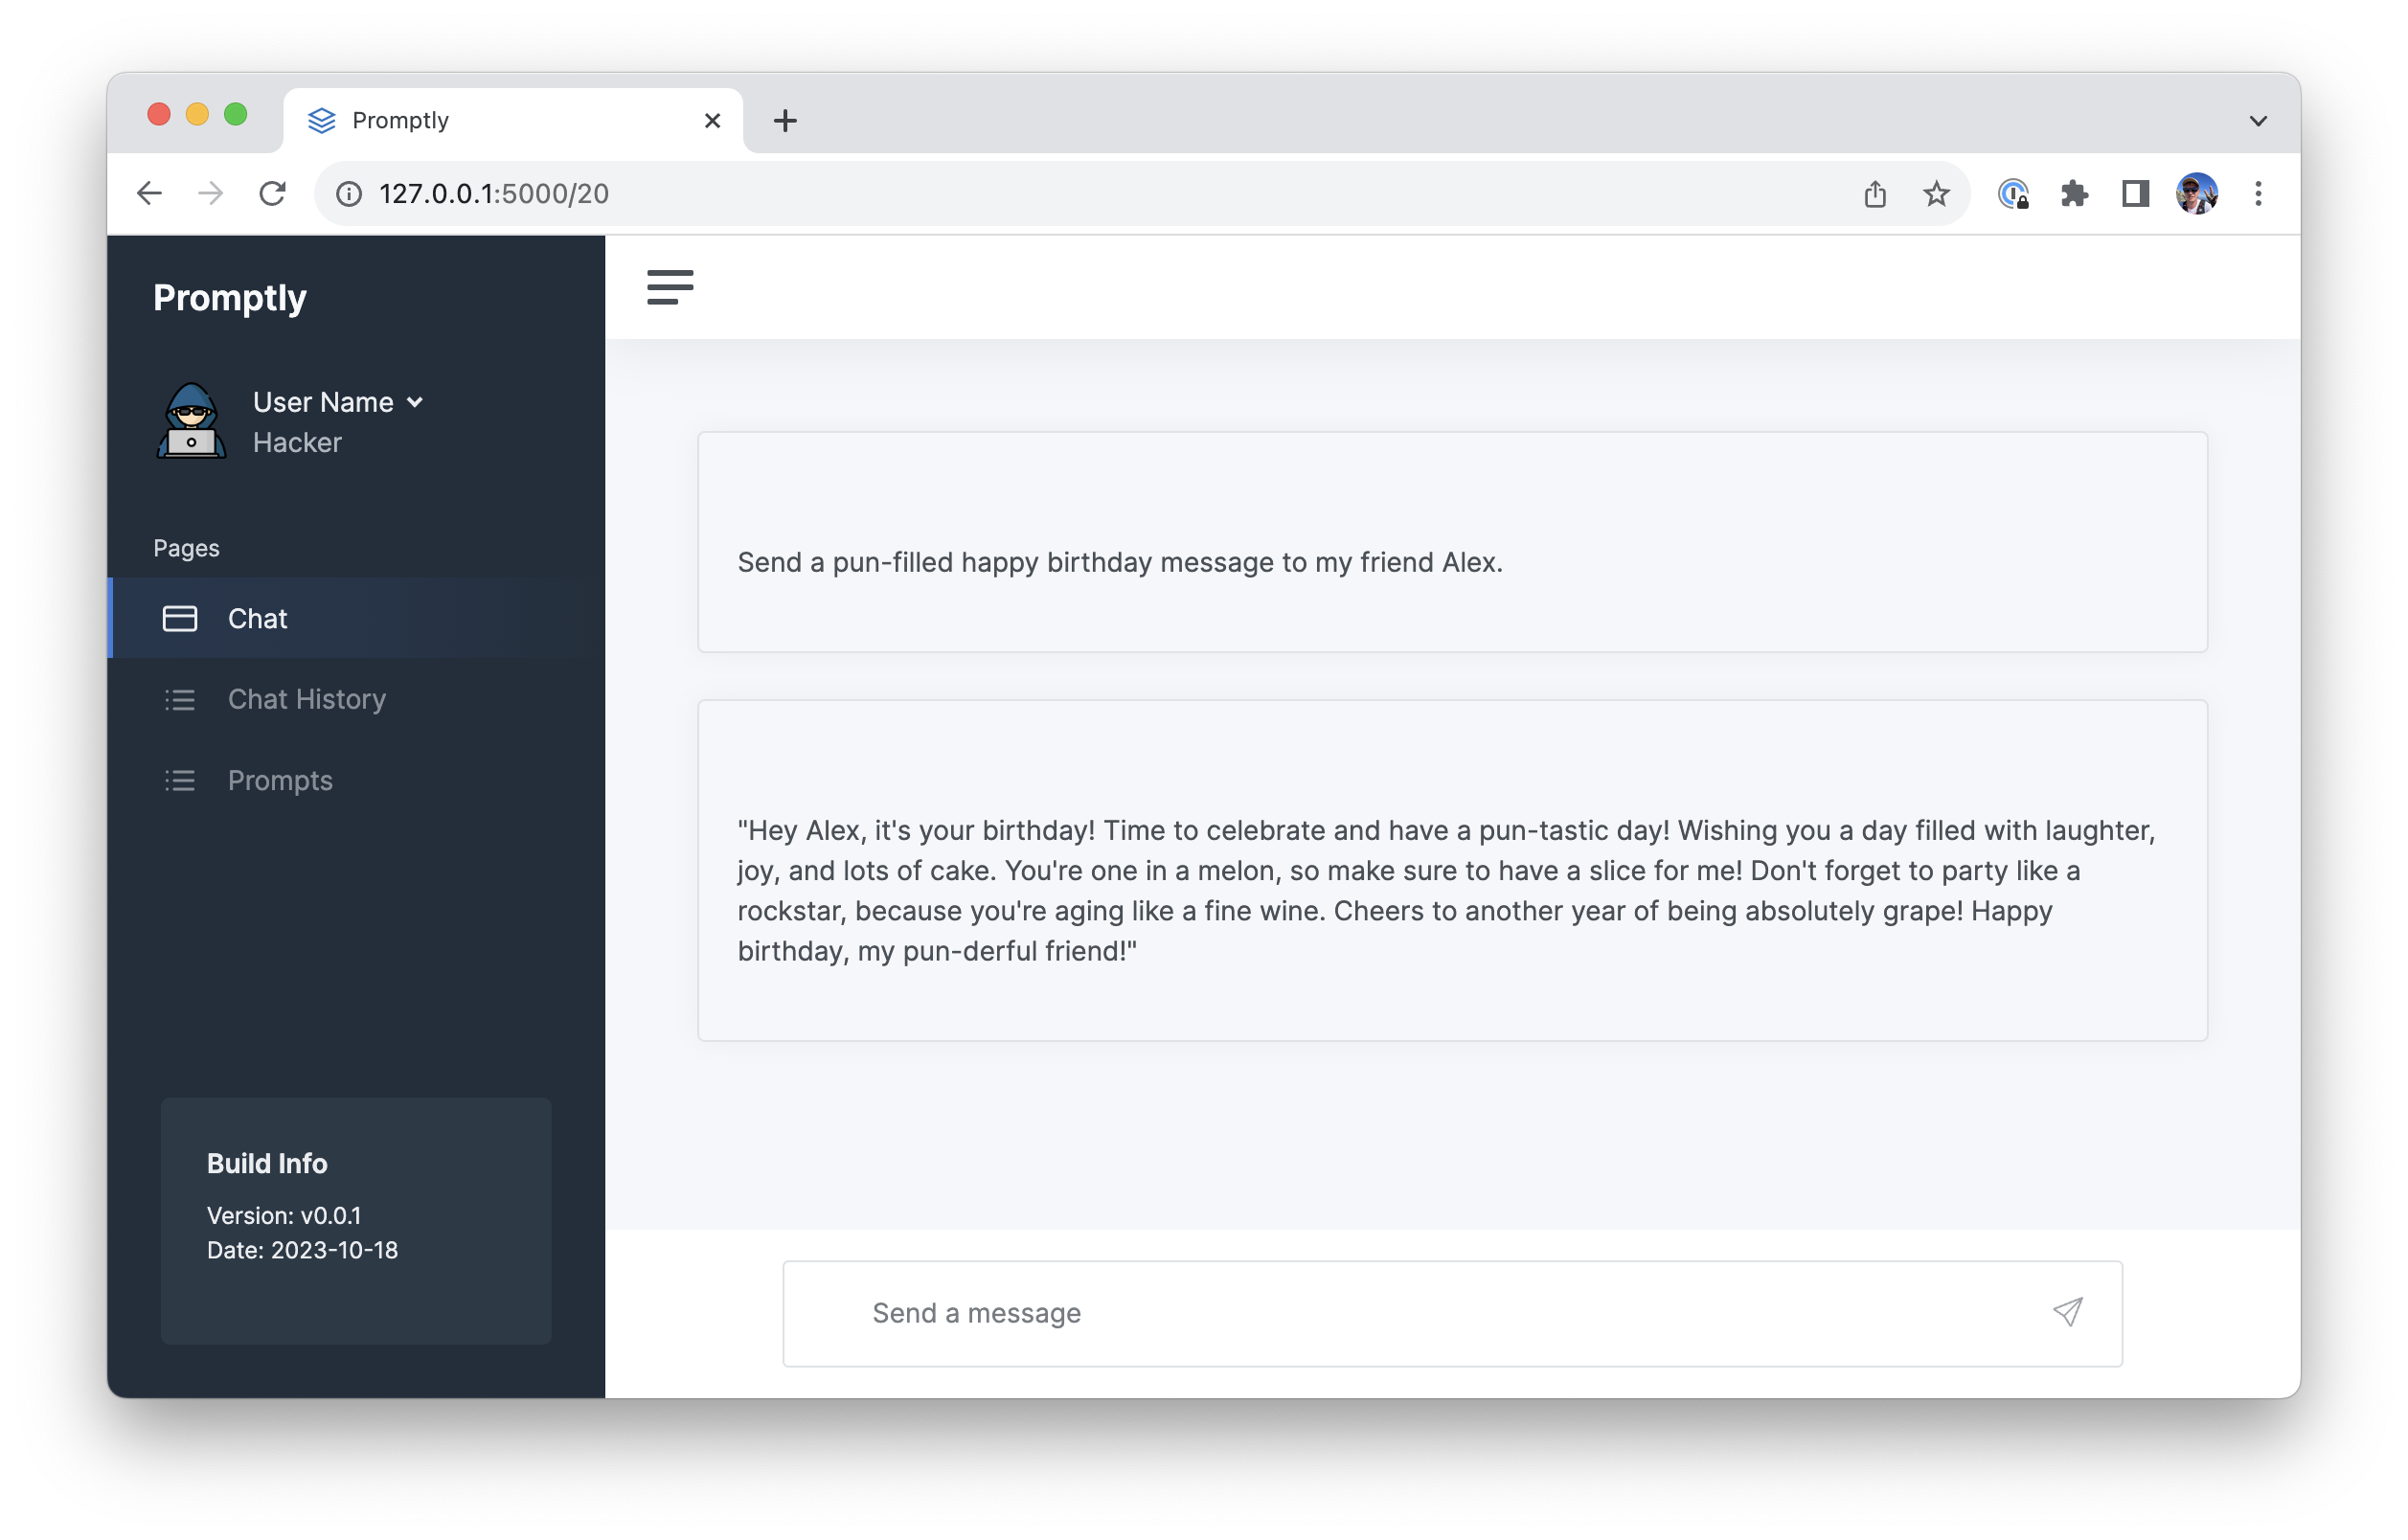 Promptly
127.0.0.1:5000/20
Promptly
User Name
Hacker
Pages
Chat
Chat History
Prompts
Build Info
Version: v0.0.1
Date: 2023-10-18
Send a pun-filled happy birthday message to my friend Alex.
"Hey Alex, it's your birthday! Time to celebrate and have a pun-tastic day! Wishing you a day filled with laughter,
joy, and lots of cake. You're one in a melon, so make sure to have a slice for me! Don't forget to party like a
rockstar, because you're aging like a fine wine. Cheers to another year of being absolutely grape! Happy
birthday, my pun-derful friend!"
Send a message